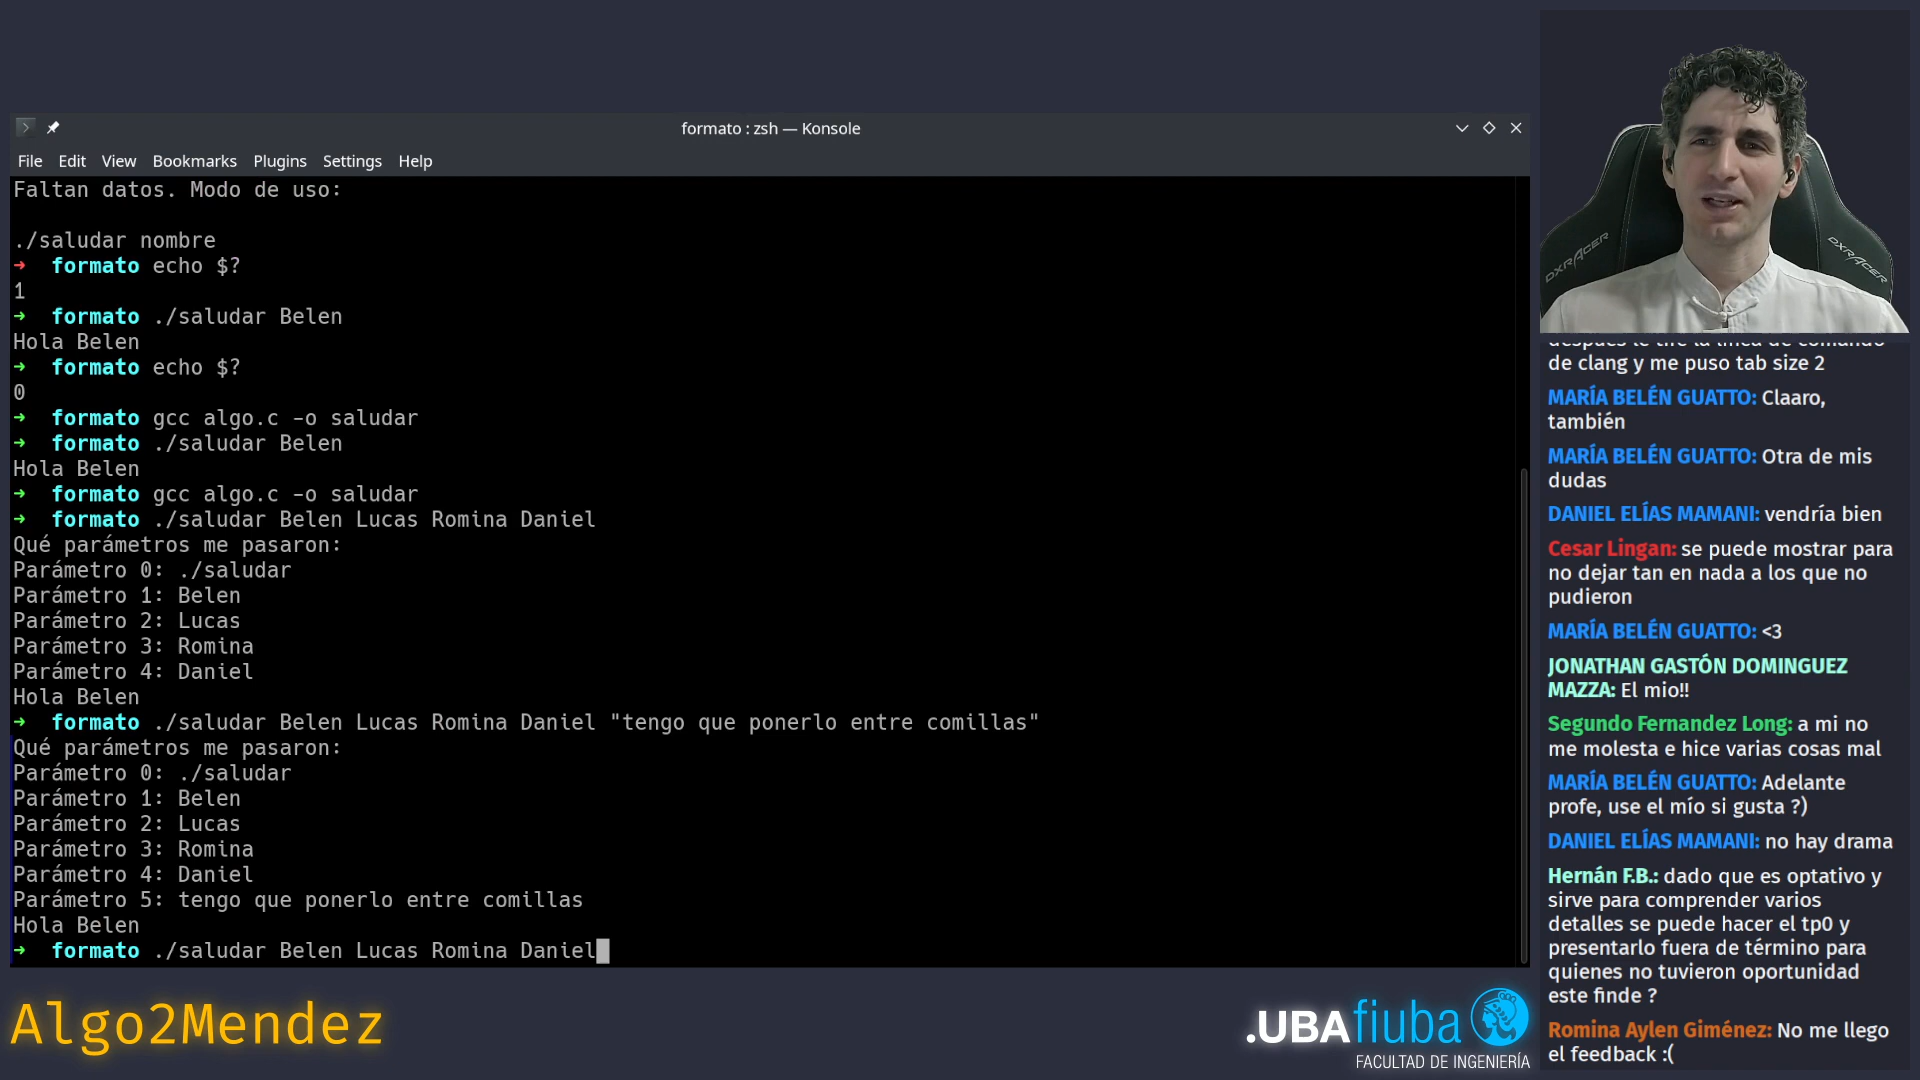 formato : zsh — Konsole
File Edit View Bookmarks Plugins Settings Help
Faltan datos. Modo de uso:
./saludar nombre
➜ formato echo $?
1
➜ formato ./saludar Belen
Hola Belen
➜ formato echo $?
0
➜ formato gcc algo.c -o saludar
➜ formato ./saludar Belen
Hola Belen
➜ formato gcc algo.c -o saludar
➜ formato ./saludar Belen Lucas Romina Daniel
Qué parámetros me pasaron:
Parámetro 0: ./saludar
Parámetro 1: Belen
Parámetro 2: Lucas
Parámetro 3: Romina
Parámetro 4: Daniel
Hola Belen
➜ formato ./saludar Belen Lucas Romina Daniel "tengo que ponerlo entre comillas"
Qué parámetros me pasaron:
Parámetro 0: ./saludar
Parámetro 1: Belen
Parámetro 2: Lucas
Parámetro 3: Romina
Parámetro 4: Daniel
Parámetro 5: tengo que ponerlo entre comillas
Hola Belen
➜ formato ./saludar Belen Lucas Romina Daniel
DXRACER
DXRACER
de clang y me puso tab size 2
MARÍA BELÉN GUATTO: Claaro,
también
MARÍA BELÉN GUATTO: Otra de mis
dudas
DANIEL ELÍAS MAMANI: vendría bien
Cesar Lingan: se puede mostrar para
no dejar tan en nada a los que no
pudieron
MARÍA BELÉN GUATTO: <3
JONATHAN GASTÓN DOMINGUEZ
MAZZA: El mio!!
Segundo Fernandez Long: a mi no
me molesta e hice varias cosas mal
MARÍA BELÉN GUATTO: Adelante
profe, use el mío si gusta ?)
DANIEL ELÍAS MAMANI: no hay drama
Hernán F.B.: dado que es optativo y
sirve para comprender varios
detalles se puede hacer el tp0 y
presentarlo fuera de término para
quienes no tuvieron oportunidad
este finde ?
Romina Aylen Giménez: No me llego
el feedback :(
Algo2Mendez
.UBAfiuba
FACULTAD DE INGENIERÍA